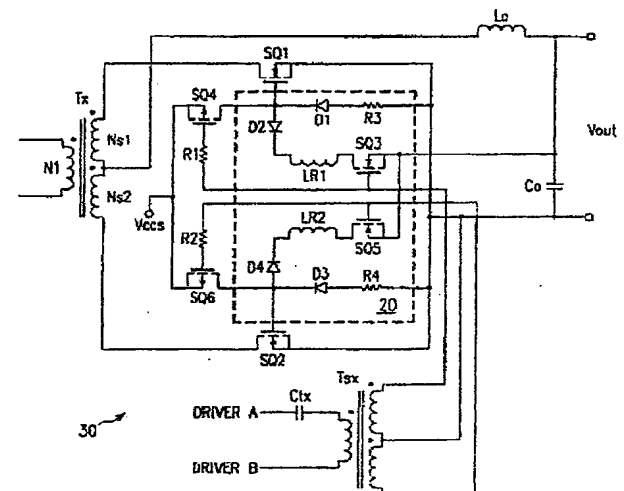 Lo
SQ1
SQ4
Tx
D2
D1
R3
Vout
Ns1
R1
SQ3
N1
LR1
Co
Ns2
Vccs
R2
LR2
SQ5
D4
D3
R4
SQ6
20
SQ2
Tsx
Ctx
DRIVER A
30
DRIVER B